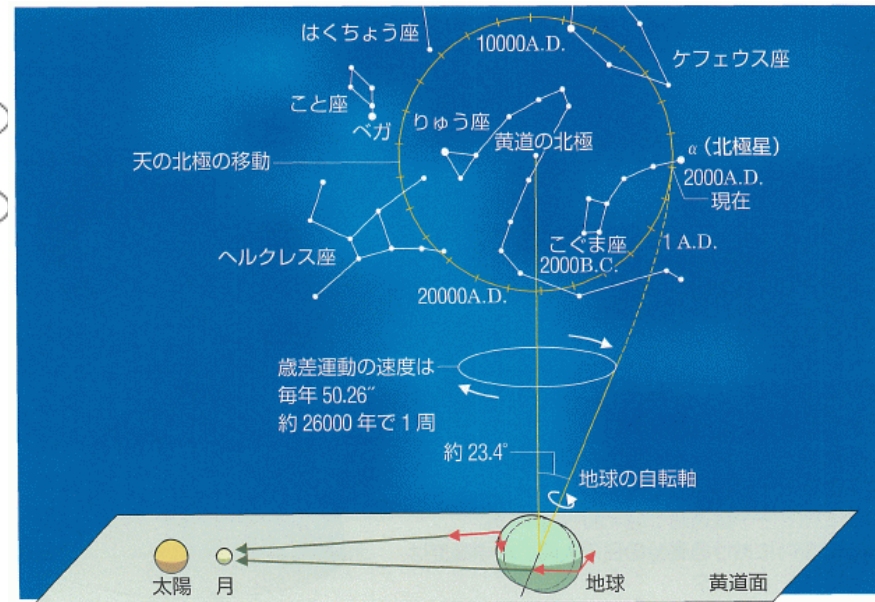 はくちょう座
10000A.D.
ケフェウス座
こと座
ベガ
りゅう座
黄道の北極
α（北極星）
天の北極の移動
2000A.D.
現在
こぐま座
1 A.D.
ヘルクレス座
2000B.C.
20000A.D.
歳差運動の速度は
毎年 50.26″
約 26000 年で 1 周
約 23.4°
地球の自転軸
太陽
月
地球
黄道面